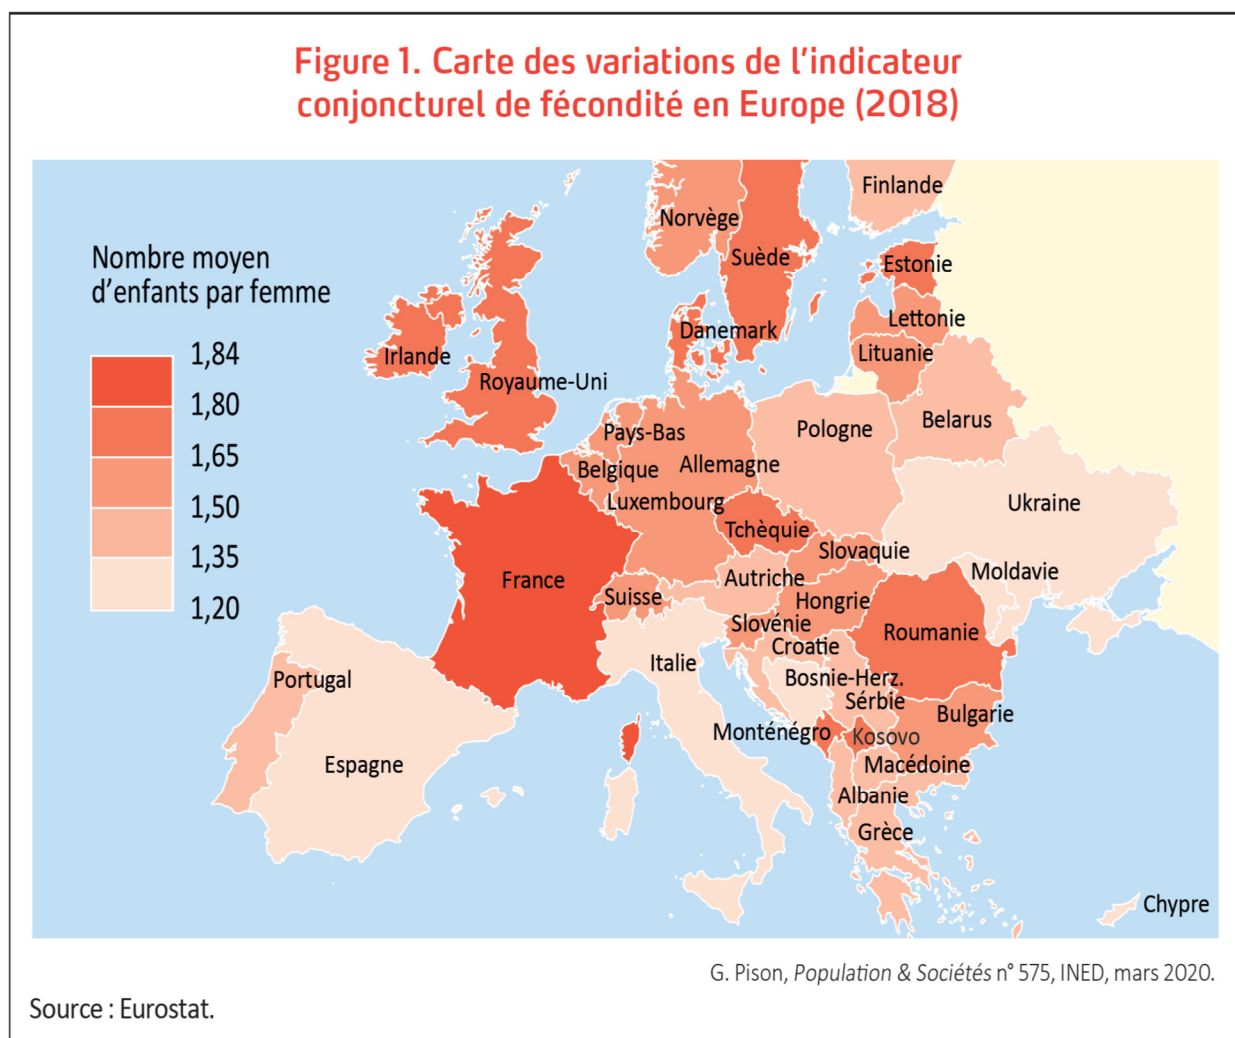 Figure 1. Carte des variations de l'indicateur
conjoncturel de fécondité en Europe (2018)
Nombre moyen
d'enfants par femme
1,84
1,80
1,65
1,50
1,35
1,20
Finlande
Norvège
Suède
Estonie
Lettonie
Danemark
Lituanie
Irlande
Royaume-Uni
Belarus
Pays-Bas
Pologne
Belgique
Allemagne
Luxembourg
Ukraine
Tchèquie
Slovaquie
France
Autriche
Moldavie
Suisse
Hongrie
Slovénie
Roumanie
Croatie
Italie
Portugal
Bosnie-Herz.
Sérbie
Bulgarie
Monténégro
Kosovo
Espagne
Macédoine
Albanie
Grèce
Chypre
G. Pison, Population & Sociétés n° 575, INED, mars 2020.
Source : Eurostat.